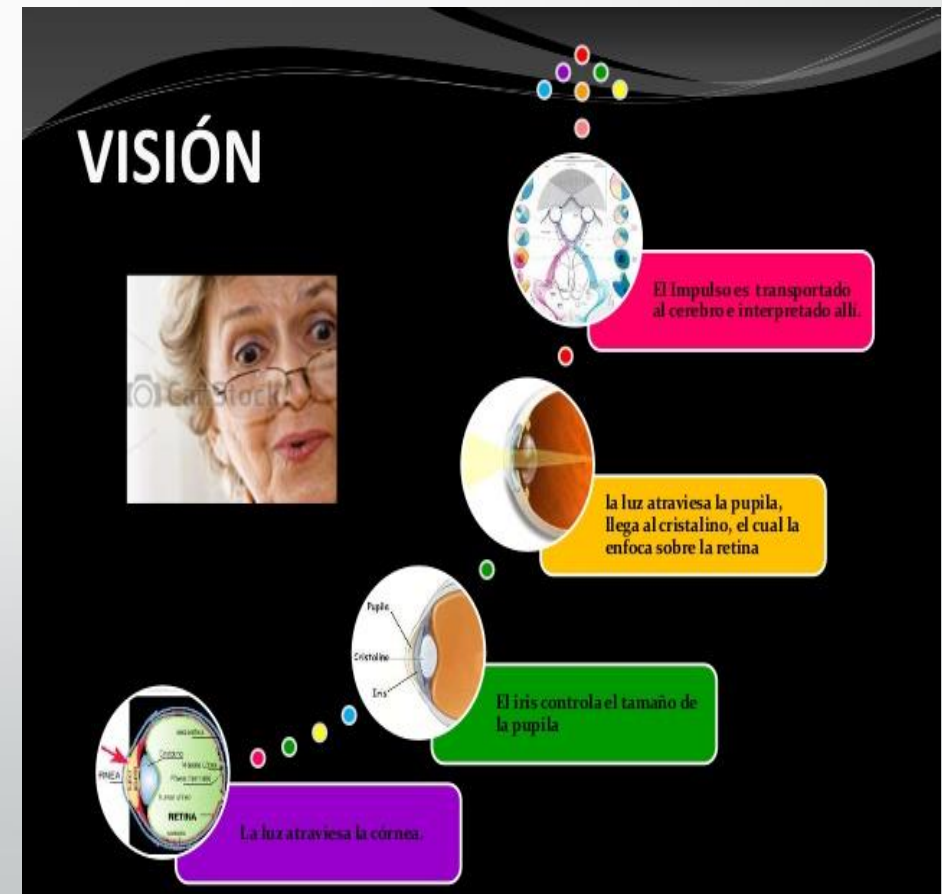 VISIÓN
El Impulso es transportado
al cerebro e interpretado allí.
la luz atraviesa la pupila,
llega al cristalino, el cual la
enfoca sobre la retina
Pupila
Cristalino
Iris
El iris controla el tamaño de
la pupila
RETINA
La luz atraviesa la córnea.